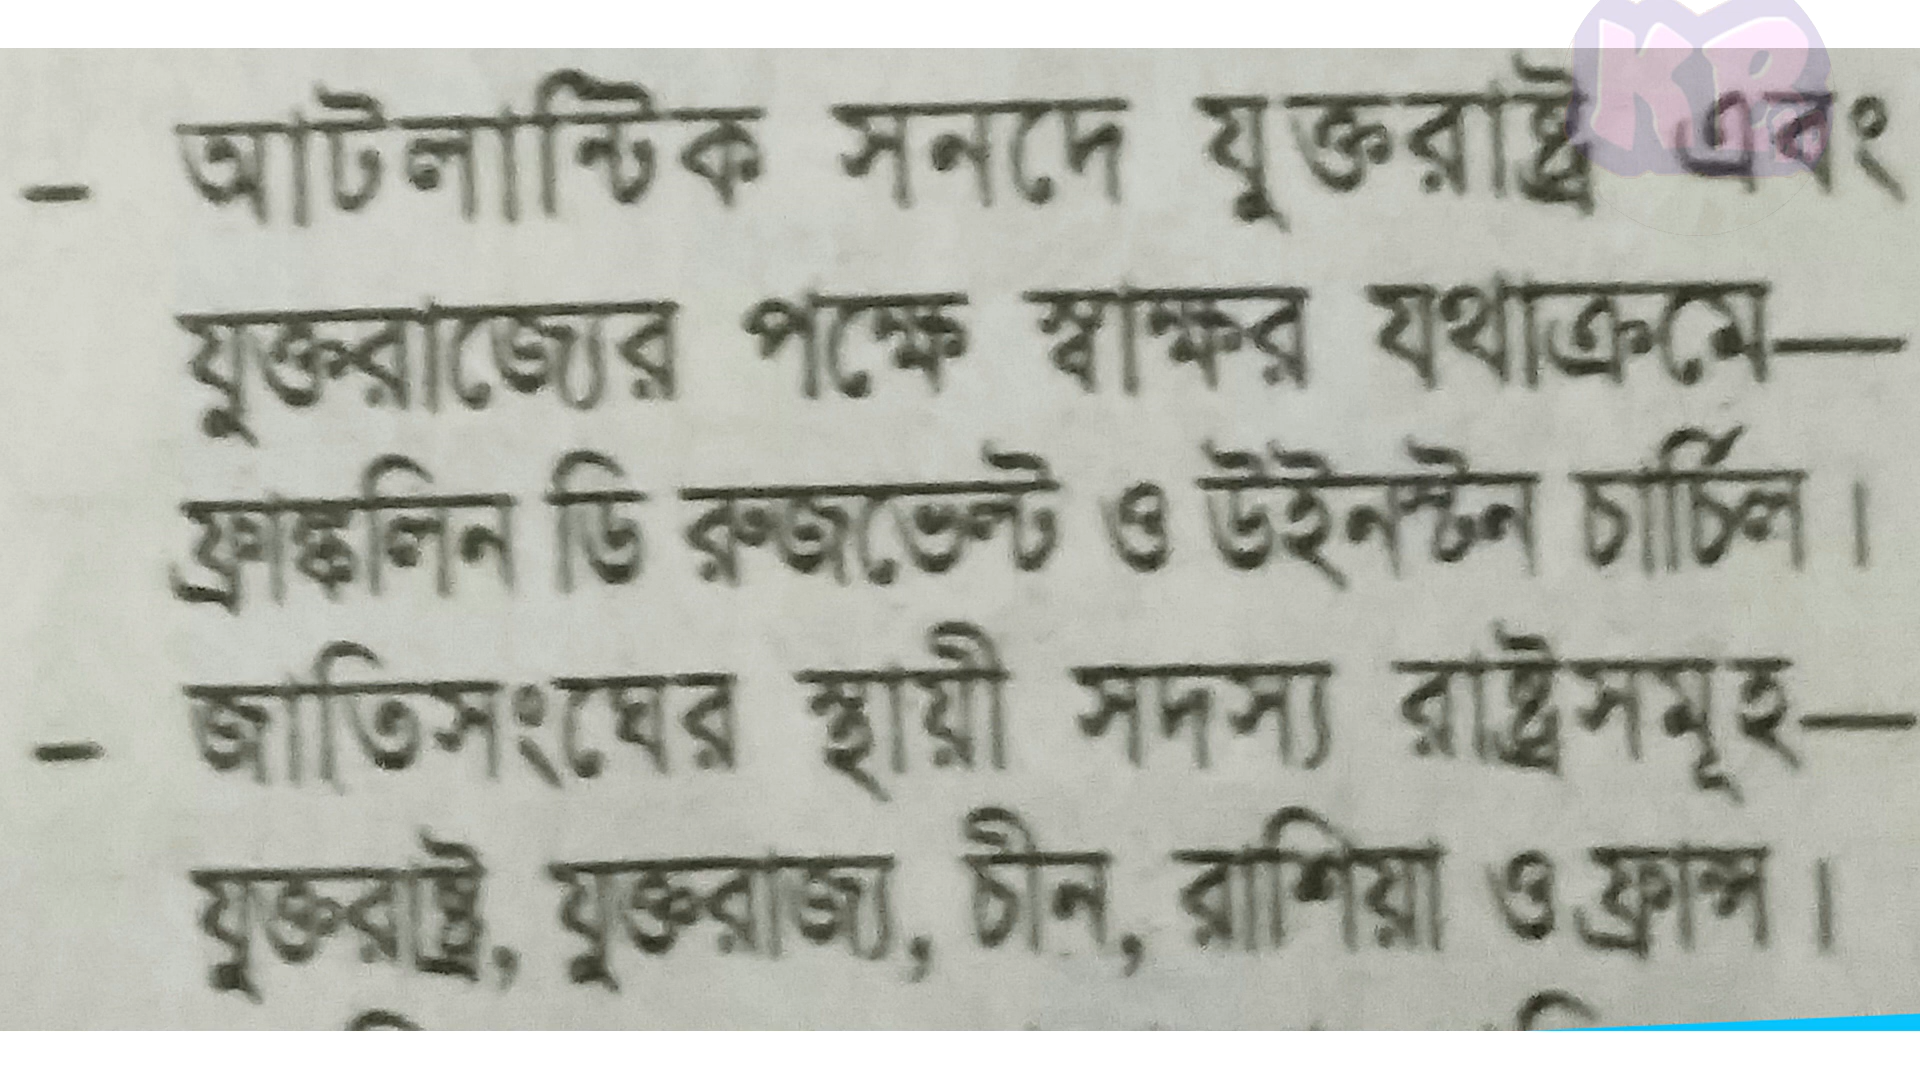 - আটলান্টিক সনদে যুক্তরাষ্ট্র এবং
যুক্তরাজ্যের পক্ষে স্বাক্ষর যথাক্রমে—
ফ্রাঙ্কলিন ডি রুজভেল্ট ও উইনস্টন চার্চিল।
- জাতিসংঘের স্থায়ী সদস্য রাষ্ট্রসমূহ—
যুক্তরাষ্ট্র, যুক্তরাজ্য, চীন, রাশিয়া ও ফ্রান্স।